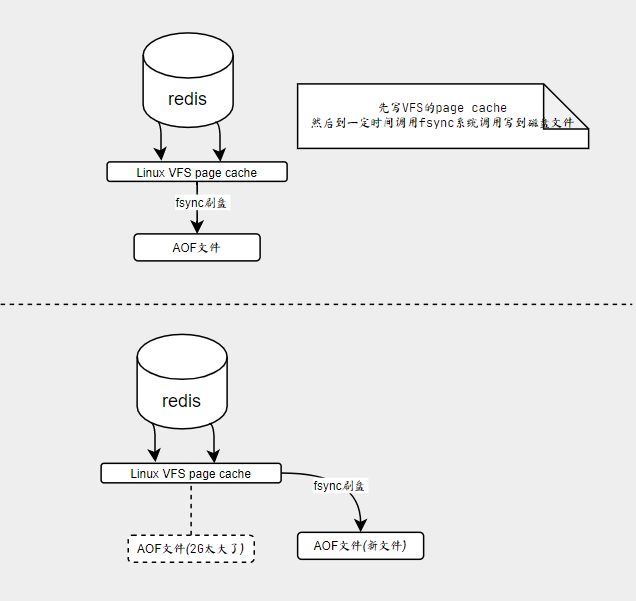 redis
先写VFS的page cache
然后到一定时间调用fsync系统调用写到磁盘文件
Linux VFS page cache
fsync刷盘
AOF文件
redis
Linux VFS page cache
fsync刷盘
AOF文件(2G太大了)
AOF文件(新文件)